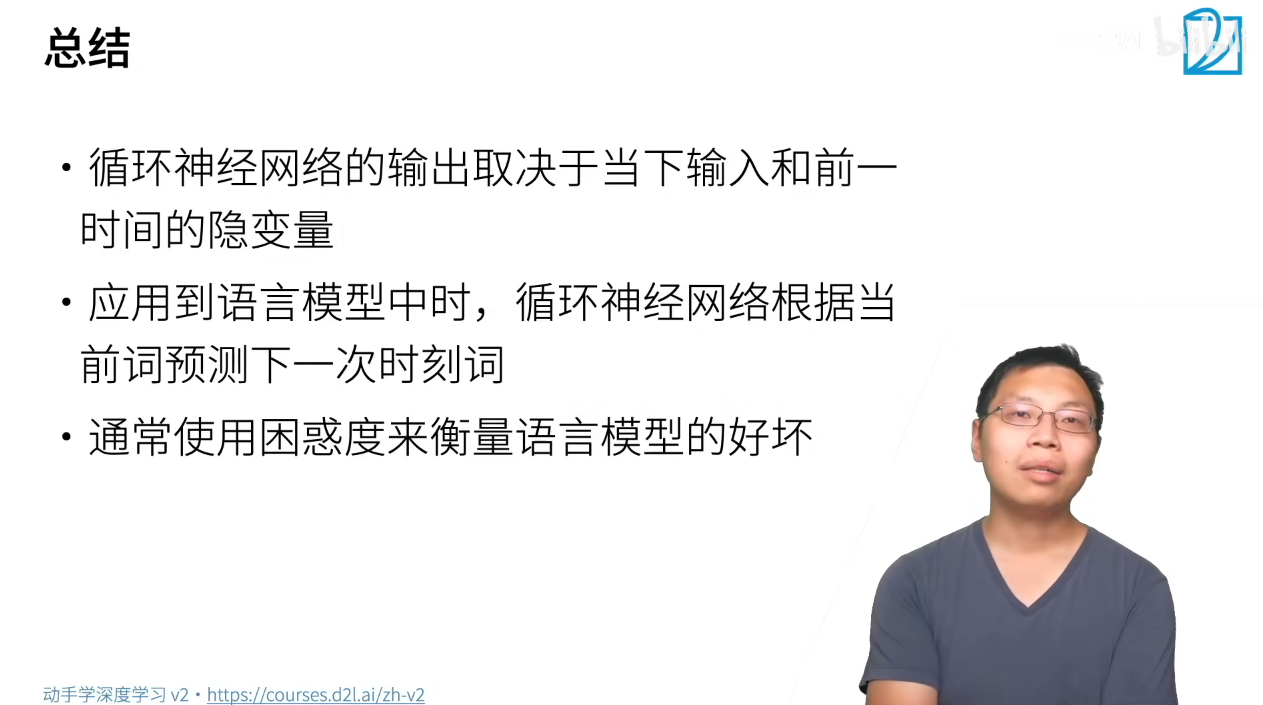 总结
• 循环神经网络的输出取决于当下输入和前一
时间的隐变量
• 应用到语言模型中时，循环神经网络根据当
前词预测下一次时刻词
• 通常使用困惑度来衡量语言模型的好坏
动手学深度学习 v2 • https://courses.d2l.ai/zh-v2